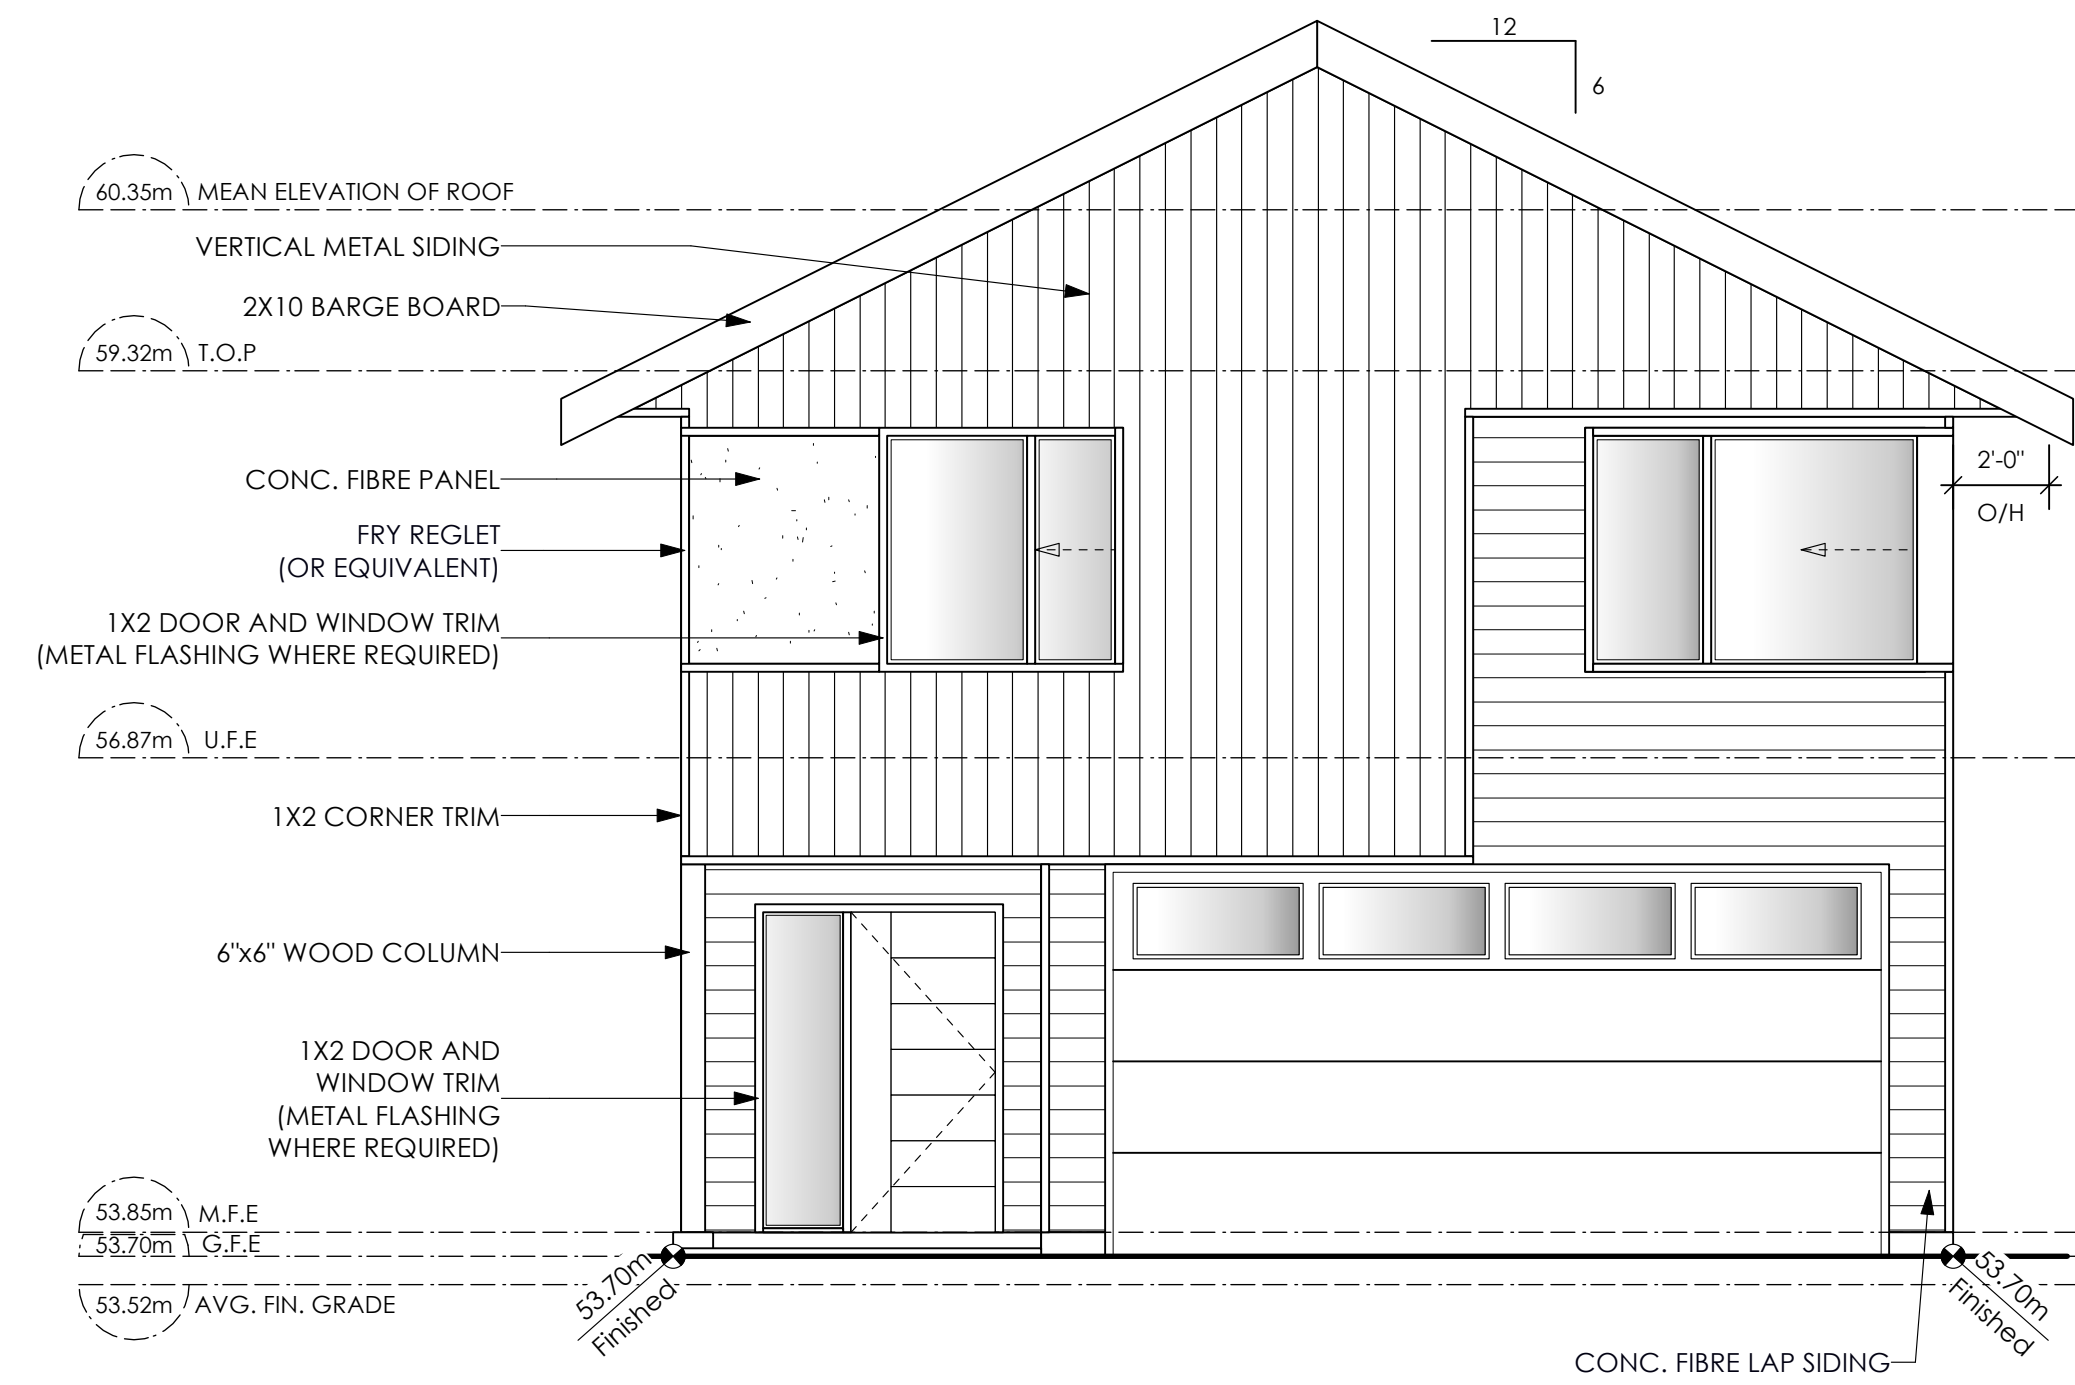 12
6
60.35m MEAN ELEVATION OF ROOF
VERTICAL METAL SIDING
2X10 BARGE BOARD
59.32m T.O.P
CONC. FIBRE PANEL
2'-0"
O/H
FRY REGLET
(OR EQUIVALENT)
1X2 DOOR AND WINDOW TRIM
(METAL FLASHING WHERE REQUIRED)
56.87m U.F.E
1X2 CORNER TRIM
6"x6" WOOD COLUMN
1X2 DOOR AND
WINDOW TRIM
(METAL FLASHING
WHERE REQUIRED)
53.85m M.F.E
53.70m G.F.E
53.52m AVG. FIN. GRADE
53.70m
Finished
53.70m
Finished
CONC. FIBRE LAP SIDING